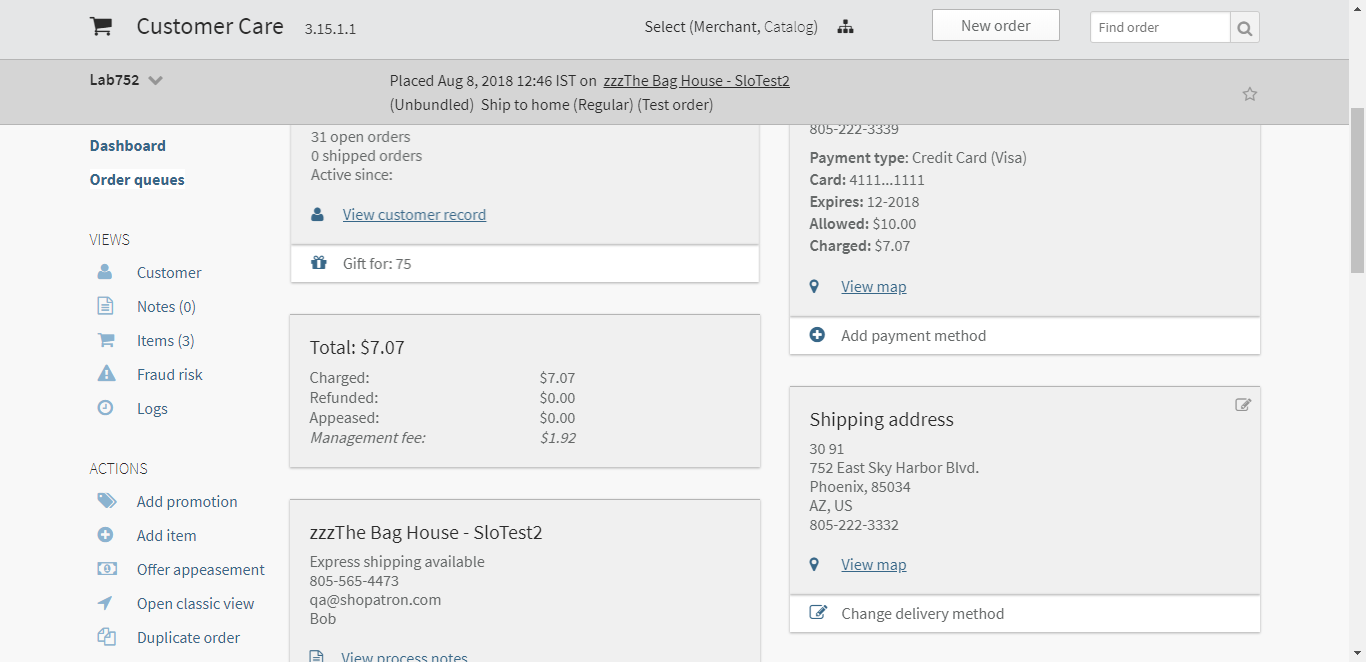 Customer Care 3.15.1.1
Select (Merchant, Catalog)
New order
Find order
Lab752
Placed Aug 8, 2018 12:46 IST on zzzThe Bag House - SloTest2
(Unbundled) Ship to home (Regular) (Test order)
Dashboard
Order queues
VIEWS
Customer
Notes (0)
Items (3)
Fraud risk
Logs
ACTIONS
Add promotion
Add item
Offer appeasement
Open classic view
Duplicate order
31 open orders
0 shipped orders
Active since:
View customer record
Gift for: 75
Total: $7.07
Charged: $7.07
Refunded: $0.00
Appeased: $0.00
Management fee: $1.92
zzzThe Bag House - SloTest2
Express shipping available
805-565-4473
qa@shopatron.com
Bob
View process notes
805-222-3339
Payment type: Credit Card (Visa)
Card: 4111...1111
Expires: 12-2018
Allowed: $10.00
Charged: $7.07
View map
Add payment method
Shipping address
30 91
752 East Sky Harbor Blvd.
Phoenix, 85034
AZ, US
805-222-3332
View map
Change delivery method